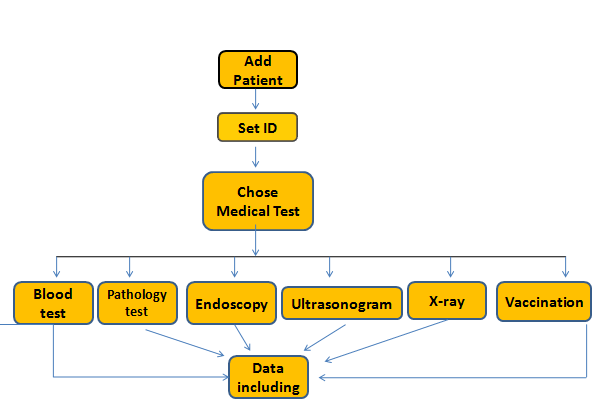 Add
Patient
Set ID
Chose
Medical Test
Blood
test
Pathology
test
Endoscopy
Ultrasonogram
X-ray
Vaccination
Data
including